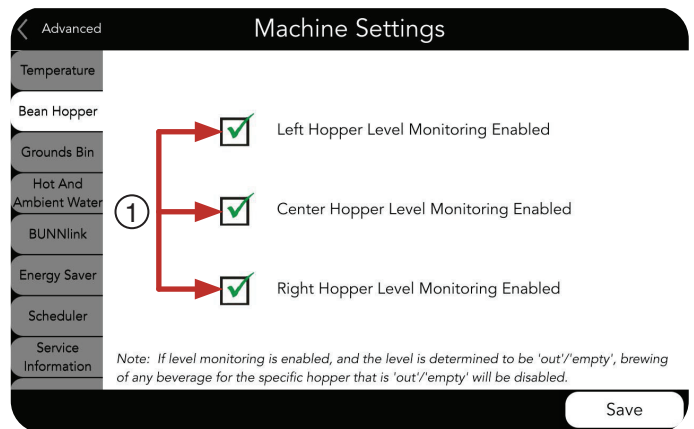 Advanced
Machine Settings
Temperature
Bean Hopper
Grounds Bin
Hot And
Ambient Water
BUNNlink
Energy Saver
Scheduler
Service
Information
1
Left Hopper Level Monitoring Enabled
Center Hopper Level Monitoring Enabled
Right Hopper Level Monitoring Enabled
Note: If level monitoring is enabled, and the level is determined to be 'out'/'empty', brewing
of any beverage for the specific hopper that is 'out'/'empty' will be disabled.
Save